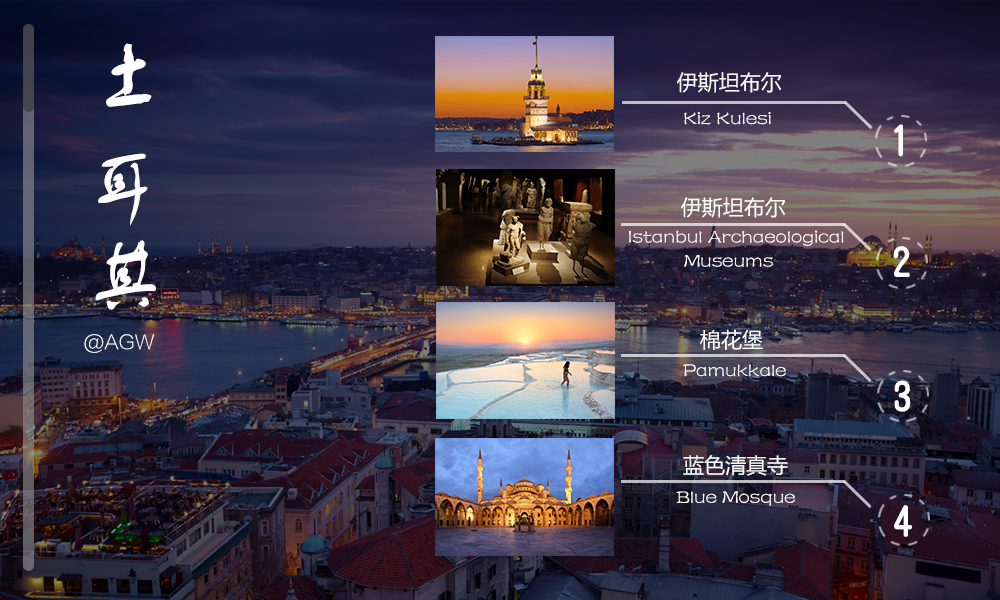 土
耳
其
@AGW
伊斯坦布尔
Kiz Kulesi
1
伊斯坦布尔
Istanbul Archaeological
Museums
2
棉花堡
Pamukkale
3
蓝色清真寺
Blue Mosque
4